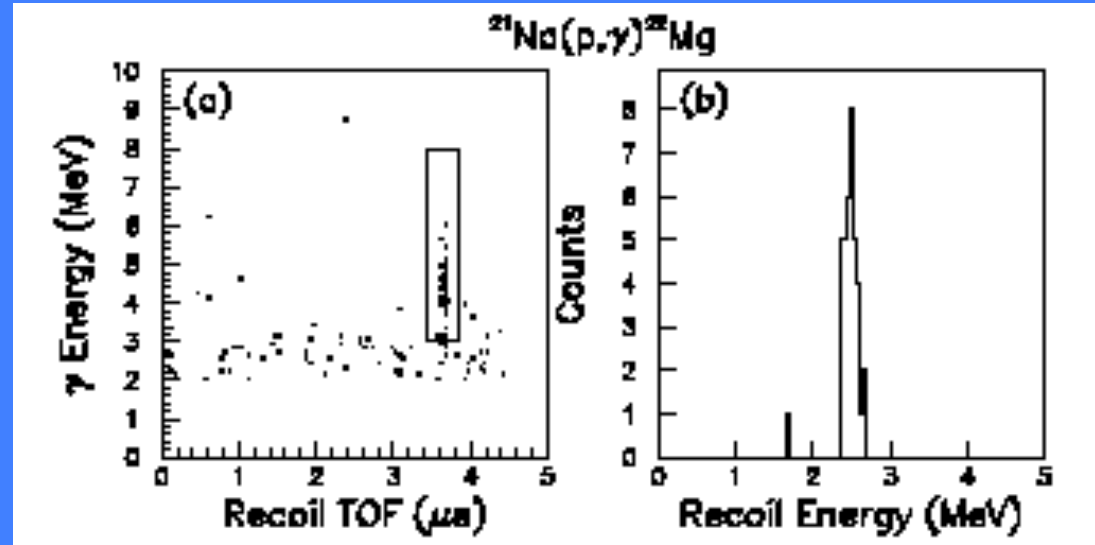 ²¹Na(p,γ)²²Mg
(a)
γ Energy (MeV)
10
9
8
7
6
5
4
3
2
1
0
0 1 2 3 4 5
Recoil TOF (μs)
(b)
Counts
8
7
6
5
4
3
2
1
0
0 1 2 3 4 5
Recoil Energy (MeV)